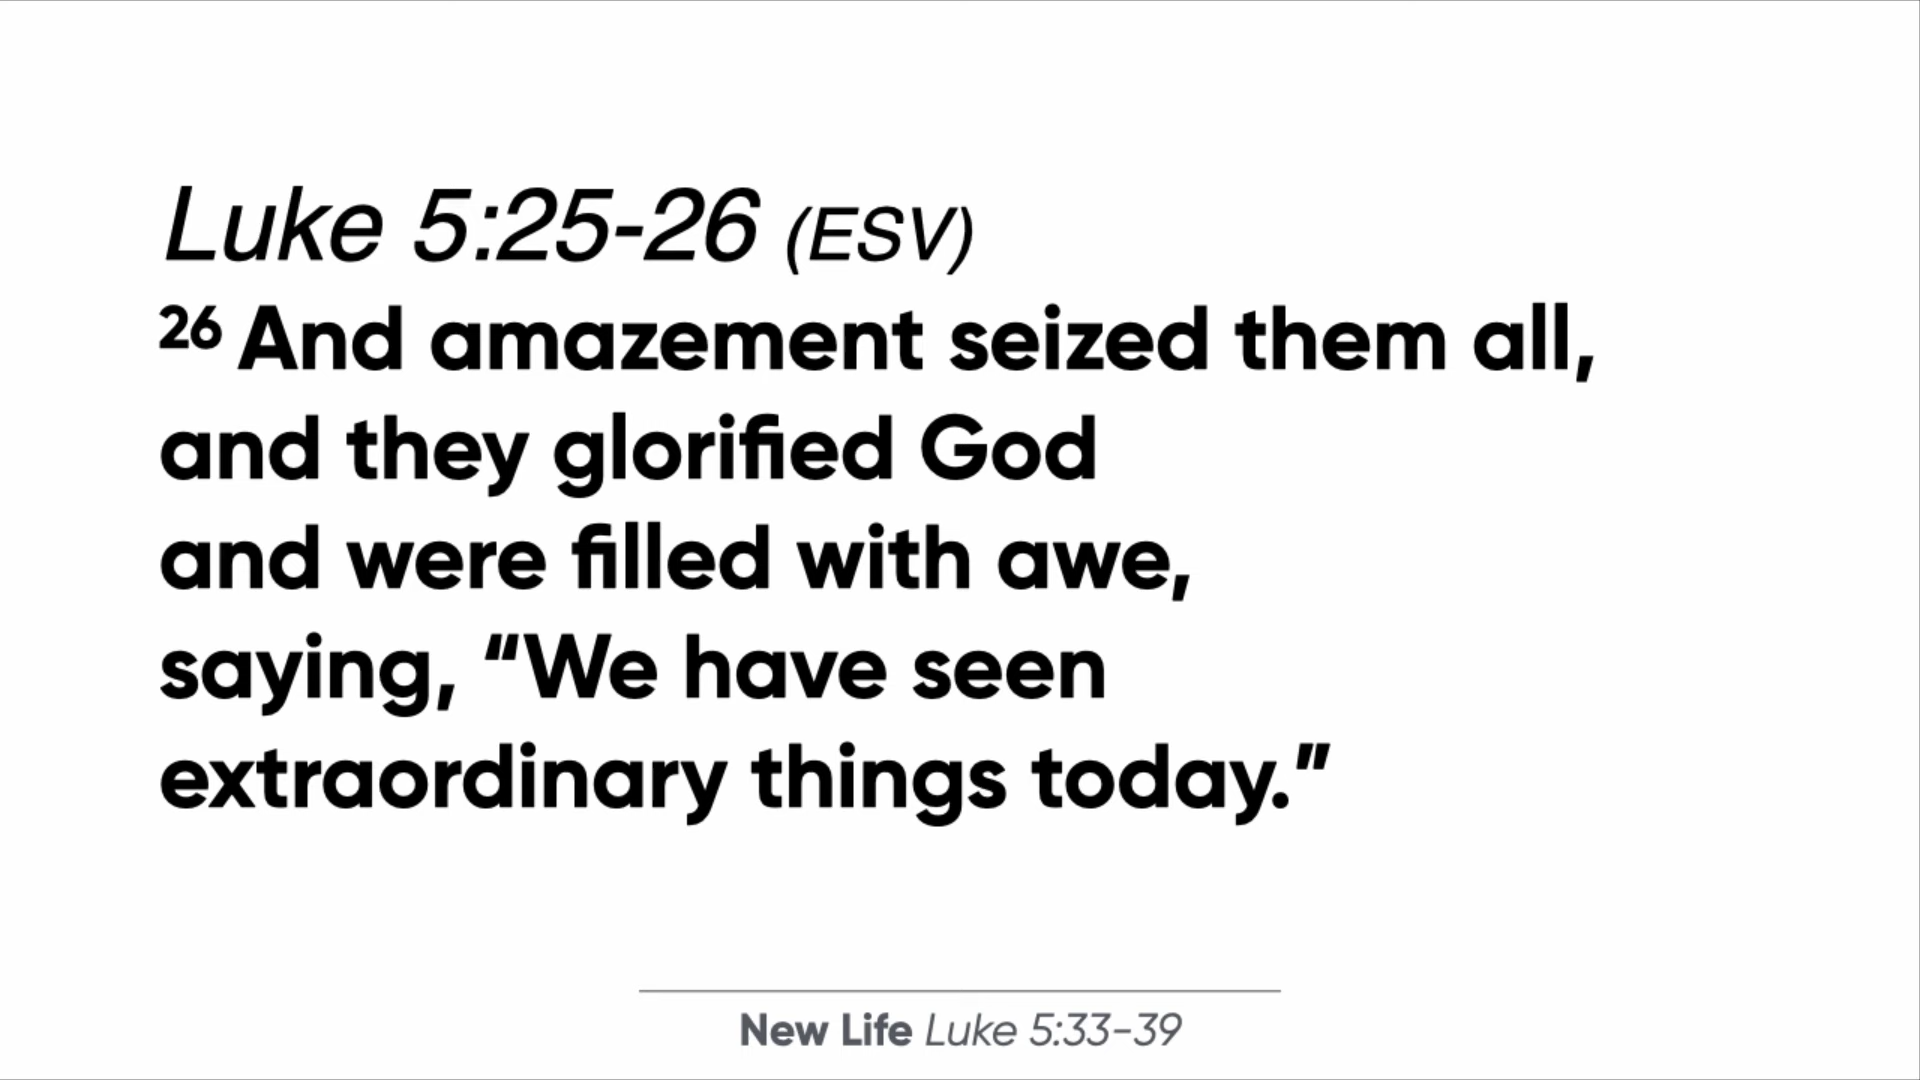 Luke 5:25-26 (ESV)
26 And amazement seized them all,
and they glorified God
and were filled with awe,
saying, “We have seen
extraordinary things today.”
New Life Luke 5:33–39